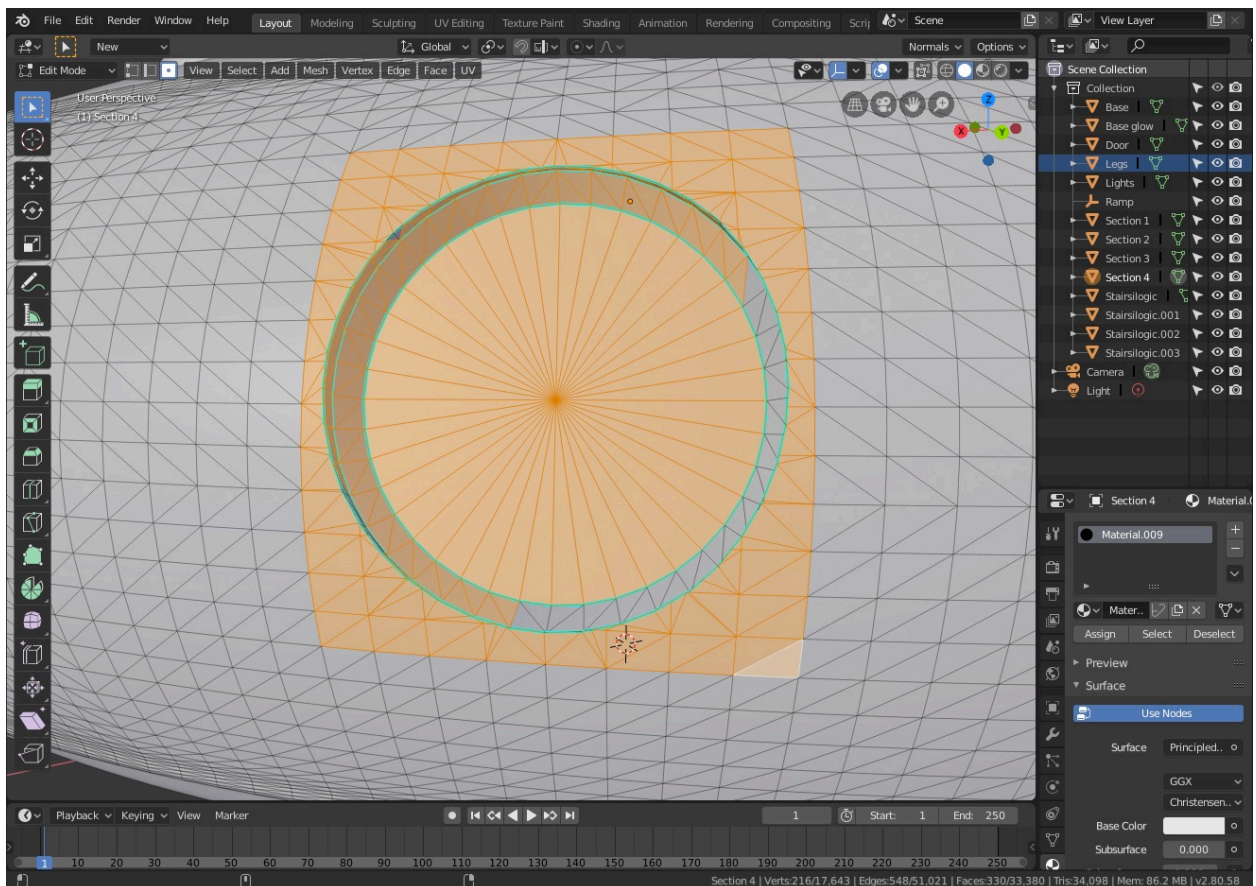 File Edit Render Window Help Layout Modeling Sculpting UV Editing Texture Paint Shading Animation Rendering Compositing Scrij Scene View Layer
New Global Normals Options
Edit Mode View Select Add Mesh Vertex Edge Face UV
User Perspective
(1) Section 4
Z
X
Y
Scene Collection
Collection
Base
Base glow
Door
Legs
Lights
Ramp
Section 1
Section 2
Section 3
Section 4
Stairsilogic
Stairsilogic.001
Stairsilogic.002
Stairsilogic.003
Camera
Light
Section 4 Material.0
Material.009
Mater..
Assign Select Deselect
Preview
Surface
Use Nodes
Surface Principled..
GGX
Christensen..
Base Color
Subsurface 0.000
Playback Keying View Marker 1 Start: 1 End: 250
1 10 20 30 40 50 60 70 80 90 100 110 120 130 140 150 160 170 180 190 200 210 220 230 240 250
Section 4 | Verts:216/17,643 | Edges:548/51,021 | Faces:330/33,380 | Tris:34,098 | Mem: 86.2 MB | v2.80.58